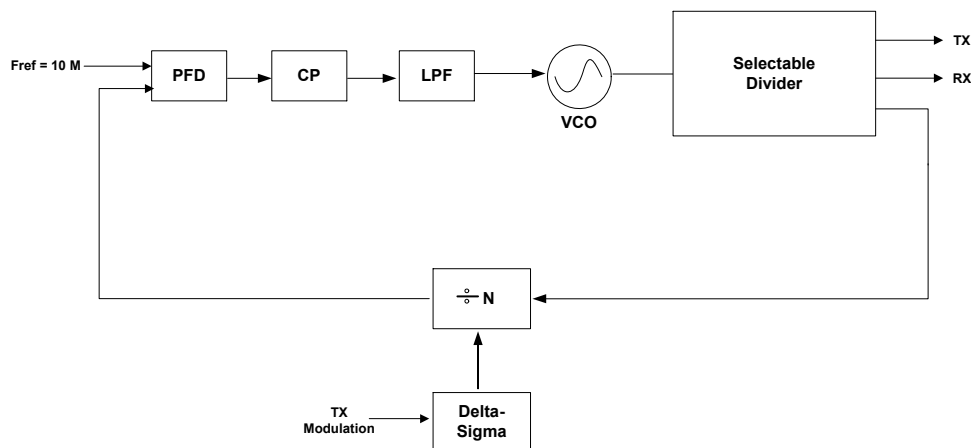 Fref = 10 M
PFD
CP
LPF
VCO
Selectable
Divider
TX
RX
÷ N
TX
Modulation
Delta-
Sigma